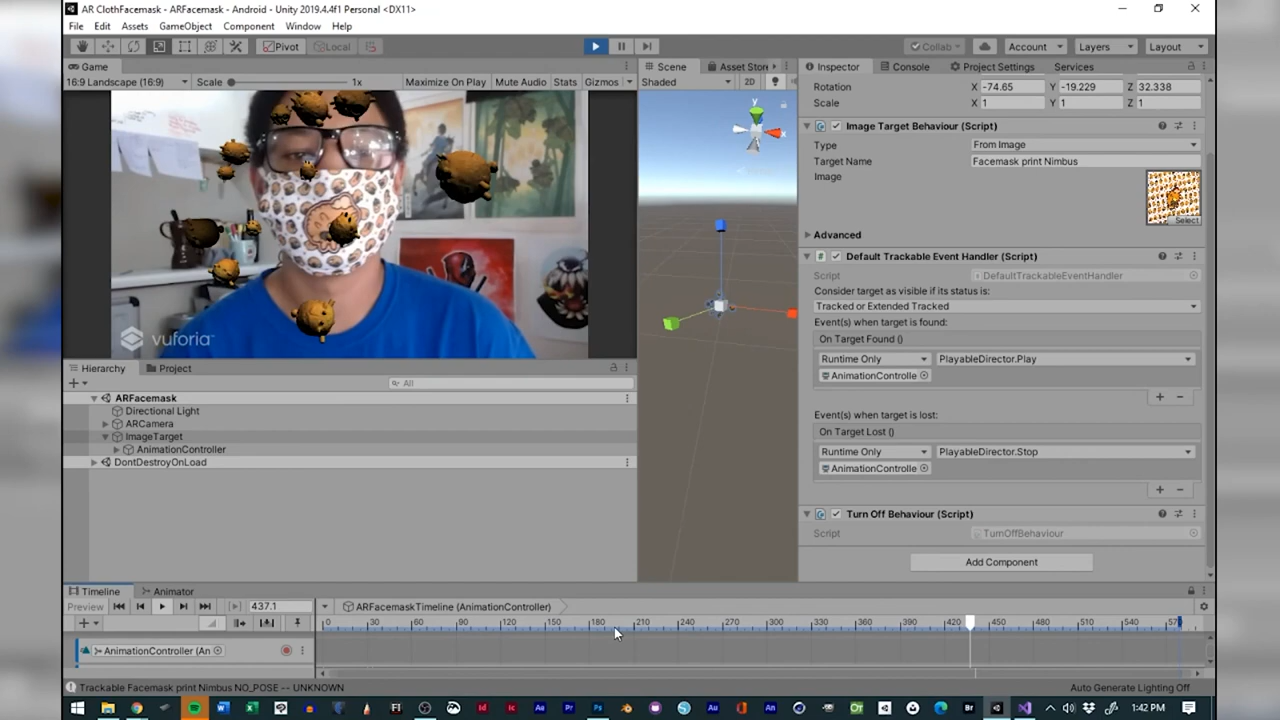 AR ClothFacemask - ARFacemask - Android - Unity 2019.4.4f1 Personal <DX11>
File Edit Assets GameObject Component Window Help
Pivot Local Collab Account Layers Layout
Game
16:9 Landscape (16:9) Scale 1x Maximize On Play Mute Audio Stats Gizmos
vuforia
Scene Asset Store
Shaded 2D
y
x
Hierarchy Project
All
ARFacemask
Directional Light
ARCamera
ImageTarget
AnimationController
DontDestroyOnLoad
Inspector Console Project Settings Services
Rotation X -74.65 Y -19.229 Z 32.338
Scale X 1 Y 1 Z 1
Image Target Behaviour (Script)
Type From Image
Target Name Facemask print Nimbus
Image
Select
Advanced
Default Trackable Event Handler (Script)
Script DefaultTrackableEventHandler
Consider target as visible if its status is:
Tracked or Extended Tracked
Event(s) when target is found:
On Target Found ()
Runtime Only PlayableDirector.Play
AnimationControlle
Event(s) when target is lost:
On Target Lost ()
Runtime Only PlayableDirector.Stop
AnimationControlle
Turn Off Behaviour (Script)
Script TurnOffBehaviour
Add Component
Timeline Animator
Preview 437.1 ARFacemaskTimeline (AnimationController)
0 30 60 90 120 150 180 210 240 270 300 330 360 390 420 450 480 510 540 57
AnimationController (An
Trackable Facemask print Nimbus NO_POSE -- UNKNOWN
Auto Generate Lighting Off
1:42 PM